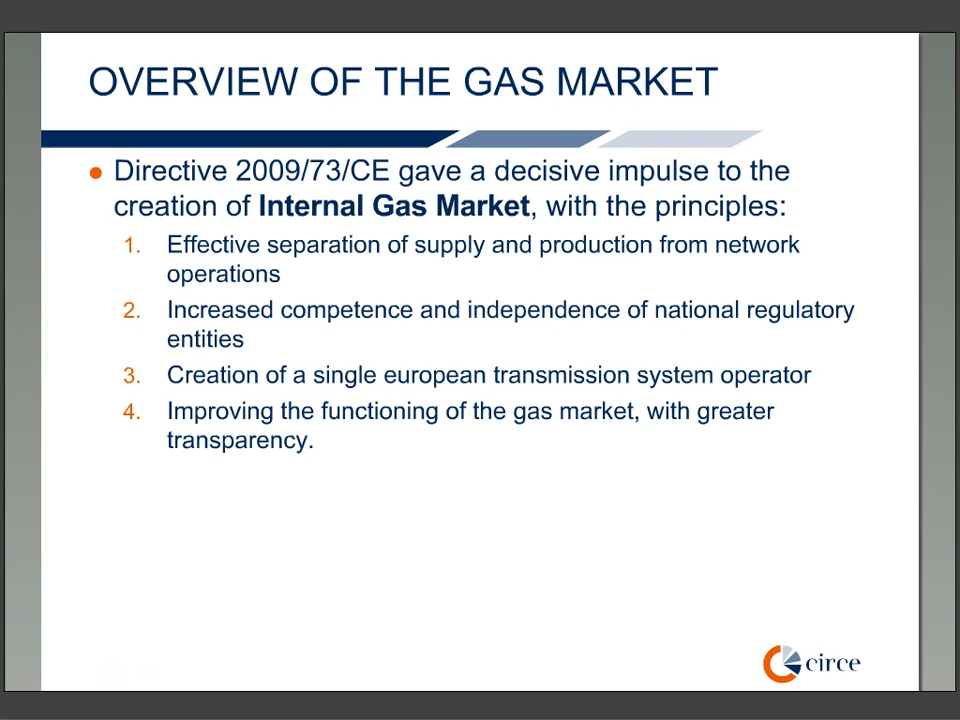 OVERVIEW OF THE GAS MARKET
● Directive 2009/73/CE gave a decisive impulse to the
creation of Internal Gas Market, with the principles:
1. Effective separation of supply and production from network
operations
2. Increased competence and independence of national regulatory
entities
3. Creation of a single european transmission system operator
4. Improving the functioning of the gas market, with greater
transparency.
circe